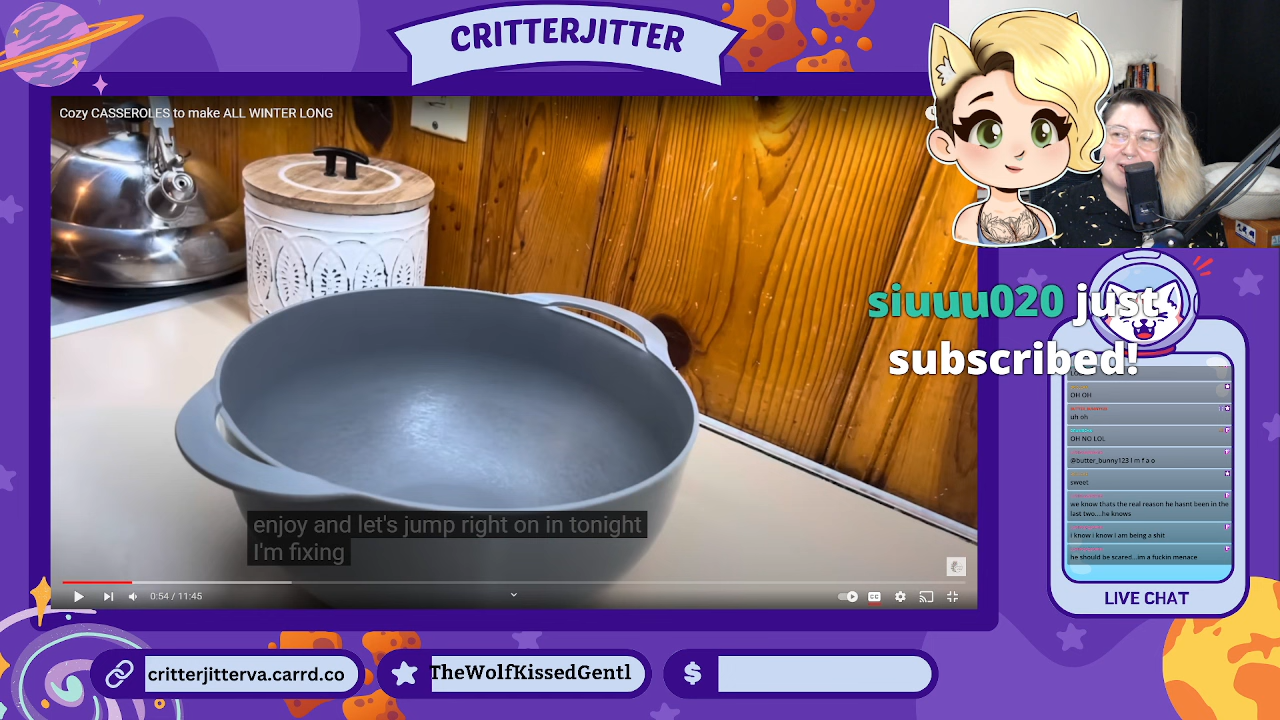 CRITTERJITTER
Cozy CASSEROLES to make ALL WINTER LONG
siuuu020 just
subscribed!
OH OH
uh oh
OH NO LOL
@butter_bunny123 l m f a o
sweet
we know thats the real reason he hasnt been in the
last two....he knows
i know i know i am being a shit
he should be scared...im a fuckin menace
enjoy and let's jump right on in tonight
I'm fixing
0:54 / 11:45
CC
LIVE CHAT
critterjitterva.carrd.co
TheWolfKissedGentl
$